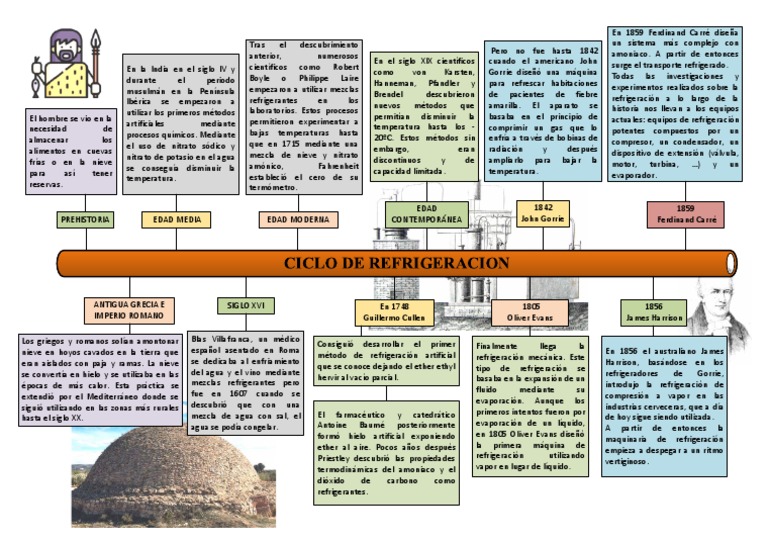 El hombre se vio en la
necesidad de
almacenar los
alimentos en cuevas
frías o en la nieve
para así tener
reservas.
PREHISTORIA
En la India en el siglo IV y
durante el período
musulmán en la Península
Ibérica se empezaron a
utilizar los primeros métodos
artificiales mediante
procesos químicos. Mediante
el uso de nitrato sódico y
nitrato de potasio en el agua
se conseguía disminuir la
temperatura.
EDAD MEDIA
Tras el descubrimiento
anterior, numerosos
científicos como Robert
Boyle o Philippe Laire
empezaron a utilizar mezclas
refrigerantes en los
laboratorios. Estos procesos
permitieron experimentar a
bajas temperaturas hasta
que en 1715 mediante una
mezcla de nieve y nitrato
amónico, Fahrenheit
estableció el cero de su
termómetro.
EDAD MODERNA
En el siglo XIX científicos
como von Karsten,
Hanneman, Pfandler y
Brendel descubrieron
nuevos métodos que
permitían disminuir la
temperatura hasta los -
20ºC. Estos métodos sin
embargo, eran
discontinuos y de
capacidad limitada.
EDAD
CONTEMPORÁNEA
Pero no fue hasta 1842
cuando el americano John
Gorrie diseñó una máquina
para refrescar habitaciones
de pacientes de fiebre
amarilla. El aparato se
basaba en el principio de
comprimir un gas que lo
enfría a través de bobinas de
radiación y después
ampliarlo para bajar la
temperatura.
1842
John Gorrie
En 1859 Ferdinand Carré diseña
un sistema más complejo con
amoníaco. A partir de entonces
surge el transporte refrigerado.
Todas las investigaciones y
experimentos realizados sobre la
refrigeración a lo largo de la
historia nos llevan a los equipos
actuales: equipos de refrigeración
potentes compuestos por un
compresor, un condensador, un
dispositivo de extensión (válvula,
motor, turbina, ...) y un
evaporador.
1859
Ferdinand Carré
CICLO DE REFRIGERACION
ANTIGUA GRECIA E
IMPERIO ROMANO
Los griegos y romanos solían amontonar
nieve en hoyos cavados en la tierra que
eran aislados con paja y ramas. La nieve
se convertía en hielo y se utilizaba en las
épocas de más calor. Esta práctica se
extendió por el Mediterráneo donde se
siguió utilizando en las zonas más rurales
hasta el siglo XX.
SIGLO XVI
Blas Villafranca, un médico
español asentado en Roma
se dedicaba al enfriamiento
del agua y el vino mediante
mezclas refrigerantes pero
fue en 1607 cuando se
descubrió que con una
mezcla de agua con sal, el
agua se podía congelar.
En 1748
Guillermo Cullen
Consiguió desarrollar el primer
método de refrigeración artificial
que se conoce dejando el ether ethyl
hervir al vacío parcial.
El farmacéutico y catedrático
Antoine Baumé posteriormente
formó hielo artificial exponiendo
ether al aire. Pocos años después
Priestley descubrió las propiedades
termodinámicas del amoníaco y el
dióxido de carbono como
refrigerantes.
1805
Oliver Evans
Finalmente llega la
refrigeración mecánica. Este
tipo de refrigeración se
basaba en la expansión de un
fluido mediante su
evaporación. Aunque los
primeros intentos fueron por
evaporación de un líquido,
en 1805 Oliver Evans diseñó
la primera máquina de
refrigeración utilizando
vapor en lugar de líquido.
1856
James Harrison
En 1856 el australiano James
Harrison, basándose en los
refrigeradores de Gorrie,
introdujo la refrigeración de
compresión a vapor en las
industrias cerveceras, que a día
de hoy sigue siendo utilizada.
A partir de entonces la
maquinaria de refrigeración
empieza a despegar a un ritmo
vertiginoso.